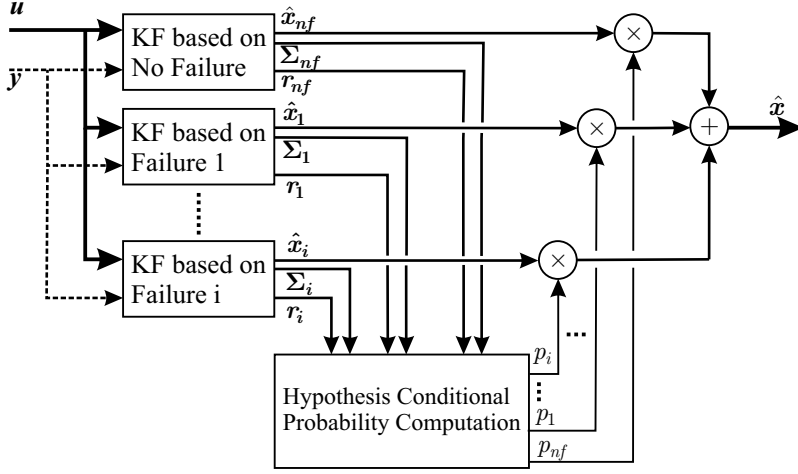 u
y
KF based on
No Failure
x̂_nf
Σ_nf
r_nf
×
KF based on
Failure 1
x̂_1
Σ_1
r_1
×
+
x̂
KF based on
Failure i
x̂_i
Σ_i
r_i
×
Hypothesis Conditional
Probability Computation
p_i
...
p_1
p_nf